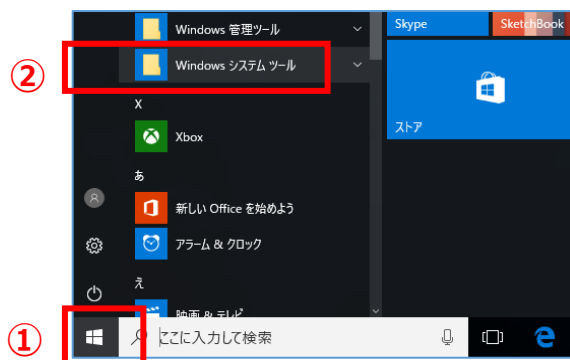 Windows 管理ツール
Skype
SketchBook
②
Windows システム ツール
X
Xbox
ストア
あ
新しい Office を始めよう
アラーム & クロック
え
映画 & テレビ
①
ここに入力して検索